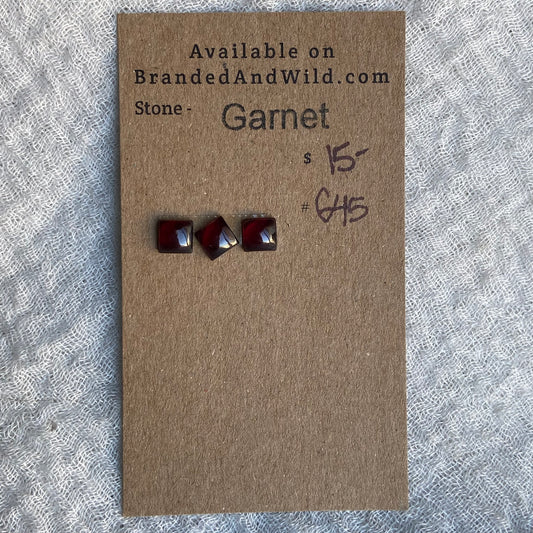 Available on
BrandedAndWild.com
Stone - Garnet
$ 15-
# G45